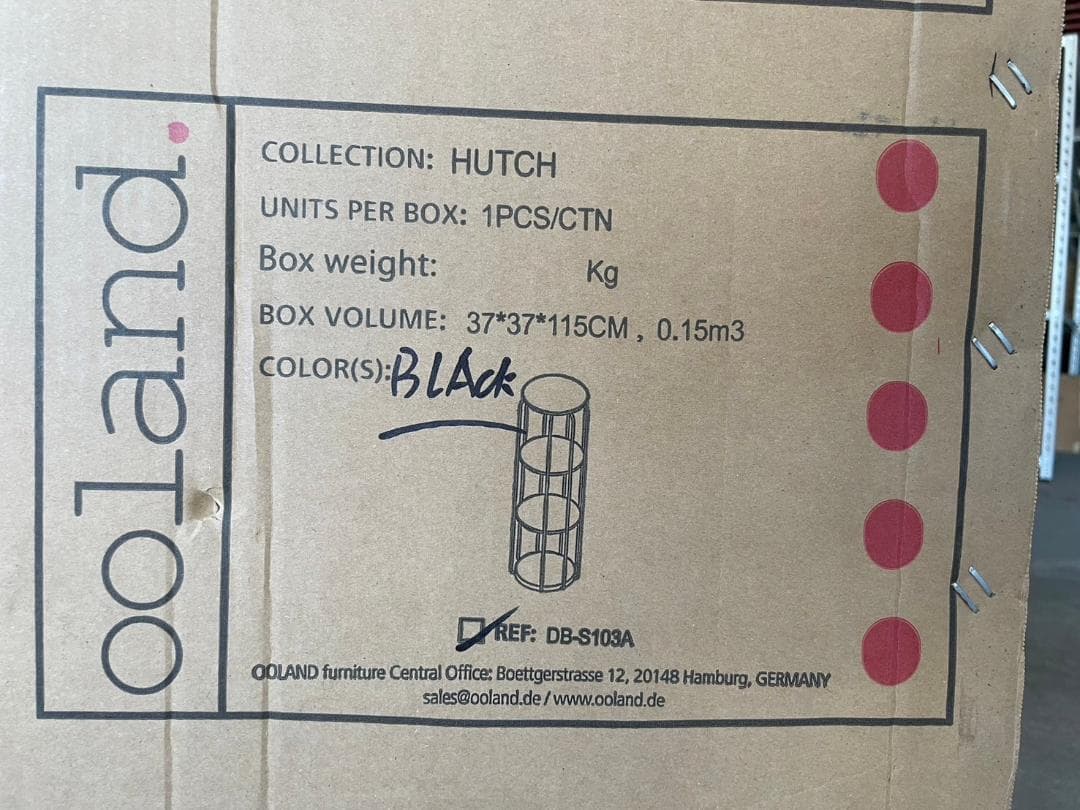 ooland.
COLLECTION: HUTCH
UNITS PER BOX: 1PCS/CTN
Box weight: Kg
BOX VOLUME: 37*37*115CM , 0.15m3
COLOR(S): BLAck
REF: DB-S103A
OOLAND furniture Central Office: Boettgerstrasse 12, 20148 Hamburg, GERMANY
sales@ooland.de / www.ooland.de